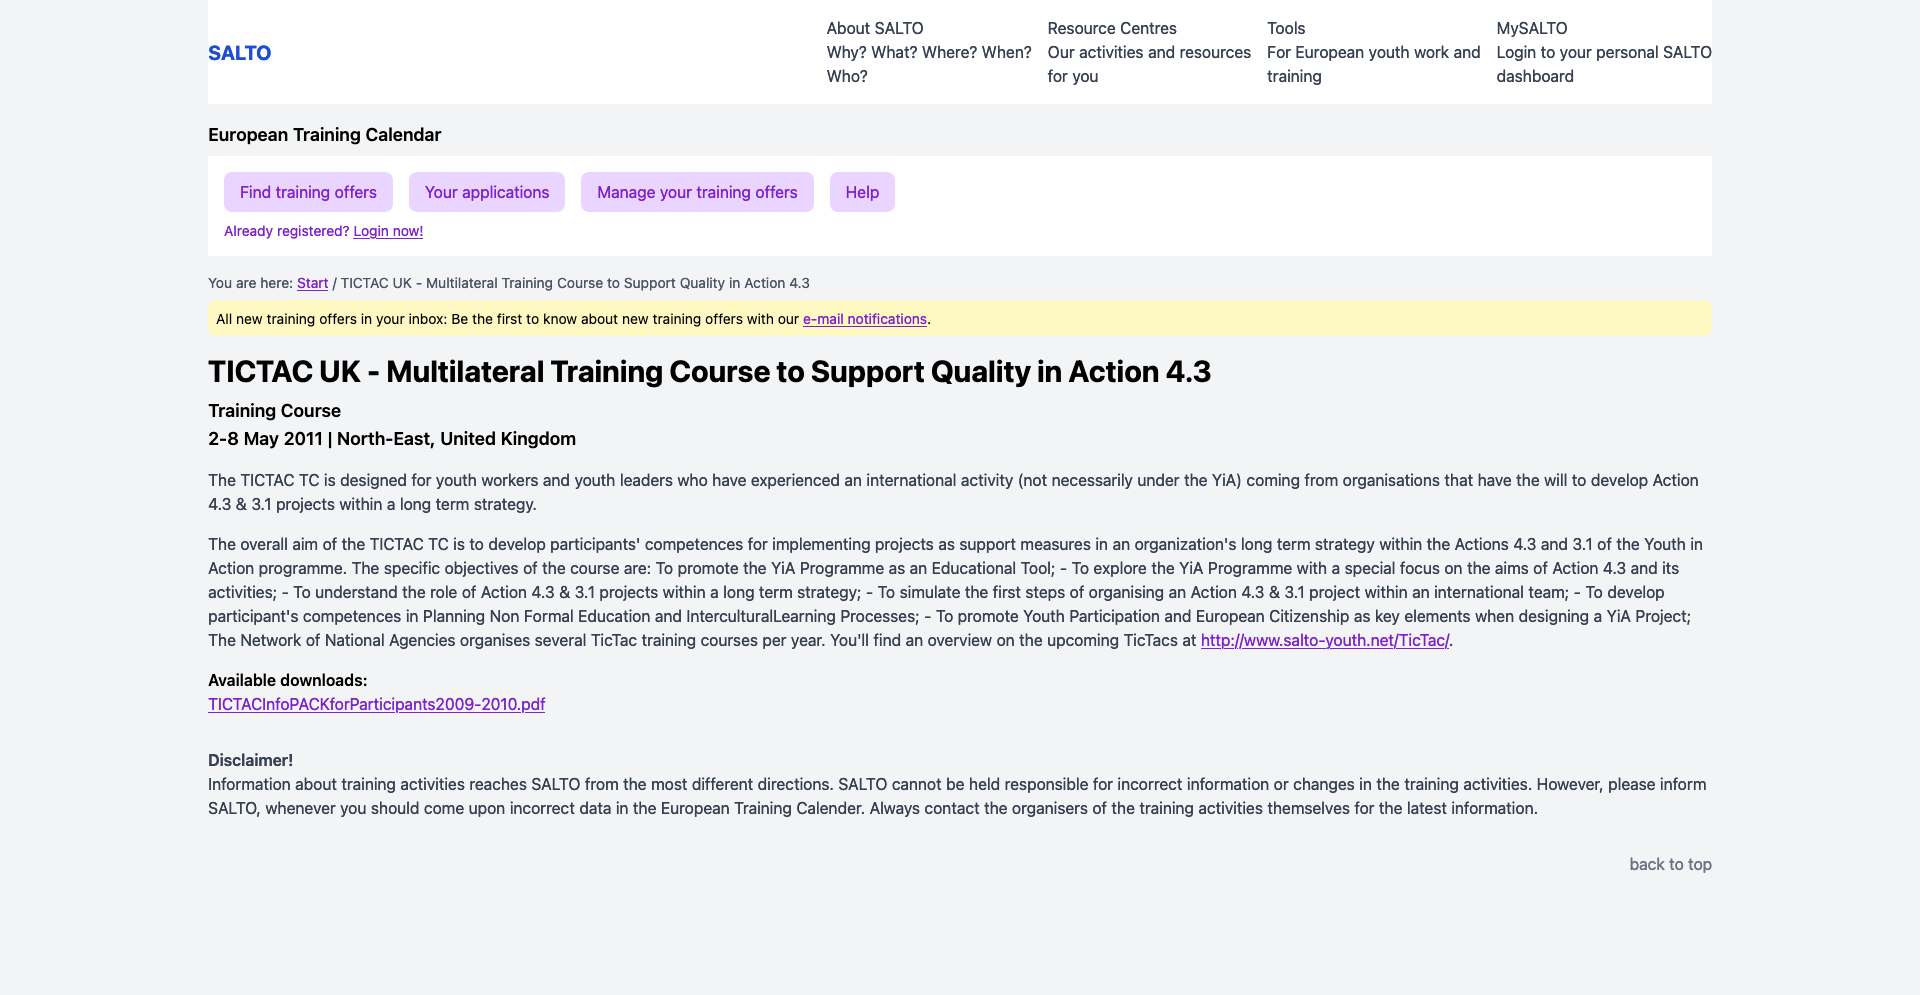 SALTO
About SALTO
Why? What? Where? When?
Who?
Resource Centres
Our activities and resources
for you
Tools
For European youth work and
training
MySALTO
Login to your personal SALTO
dashboard
European Training Calendar
Find training offers
Your applications
Manage your training offers
Help
Already registered? Login now!
You are here: Start / TICTAC UK - Multilateral Training Course to Support Quality in Action 4.3
All new training offers in your inbox: Be the first to know about new training offers with our e-mail notifications.
TICTAC UK - Multilateral Training Course to Support Quality in Action 4.3
Training Course
2-8 May 2011 | North-East, United Kingdom
The TICTAC TC is designed for youth workers and youth leaders who have experienced an international activity (not necessarily under the YiA) coming from organisations that have the will to develop Action
4.3 & 3.1 projects within a long term strategy.
The overall aim of the TICTAC TC is to develop participants' competences for implementing projects as support measures in an organization's long term strategy within the Actions 4.3 and 3.1 of the Youth in
Action programme. The specific objectives of the course are: To promote the YiA Programme as an Educational Tool; - To explore the YiA Programme with a special focus on the aims of Action 4.3 and its
activities; - To understand the role of Action 4.3 & 3.1 projects within a long term strategy; - To simulate the first steps of organising an Action 4.3 & 3.1 project within an international team; - To develop
participant's competences in Planning Non Formal Education and InterculturalLearning Processes; - To promote Youth Participation and European Citizenship as key elements when designing a YiA Project;
The Network of National Agencies organises several TicTac training courses per year. You'll find an overview on the upcoming TicTacs at http://www.salto-youth.net/TicTac/.
Available downloads:
TICTACInfoPACKforParticipants2009-2010.pdf
Disclaimer!
Information about training activities reaches SALTO from the most different directions. SALTO cannot be held responsible for incorrect information or changes in the training activities. However, please inform
SALTO, whenever you should come upon incorrect data in the European Training Calender. Always contact the organisers of the training activities themselves for the latest information.
back to top